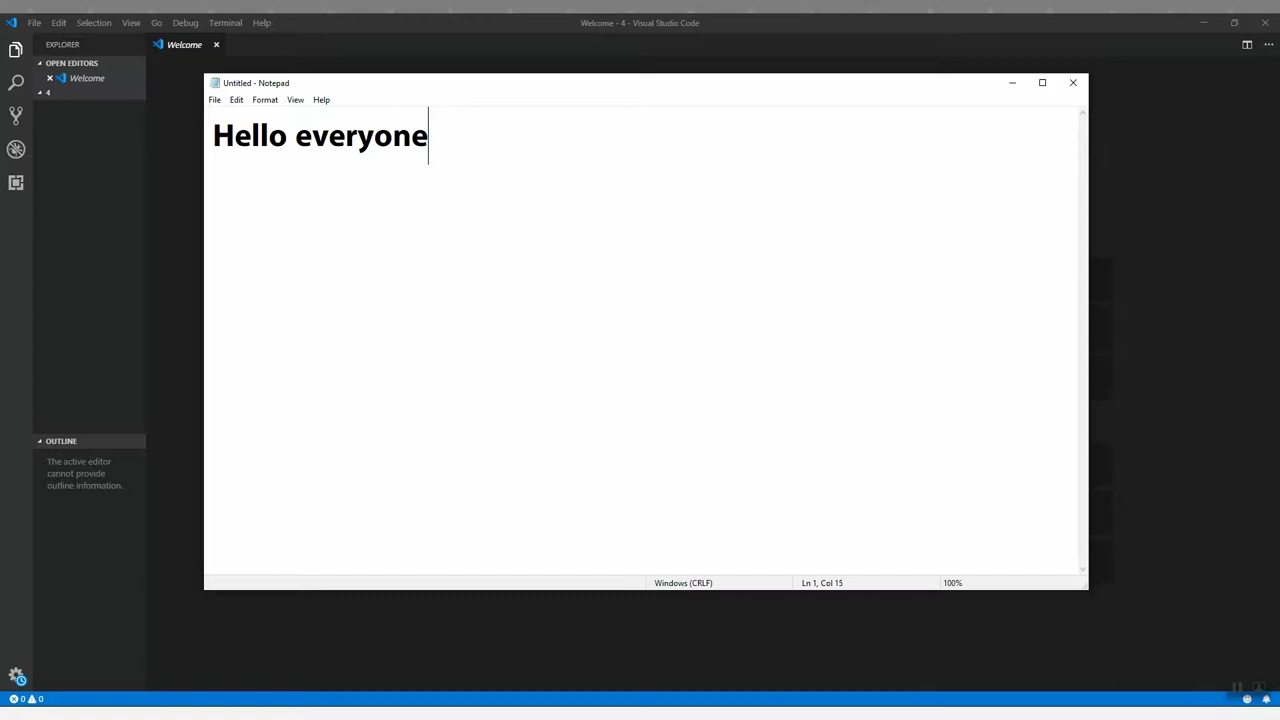 File Edit Selection View Go Debug Terminal Help
Welcome - 4 - Visual Studio Code
EXPLORER
Welcome
OPEN EDITORS
Welcome
4
Untitled - Notepad
File Edit Format View Help
Hello everyone
OUTLINE
The active editor
cannot provide
outline information.
Windows (CRLF)
Ln 1, Col 15
100%
0 0